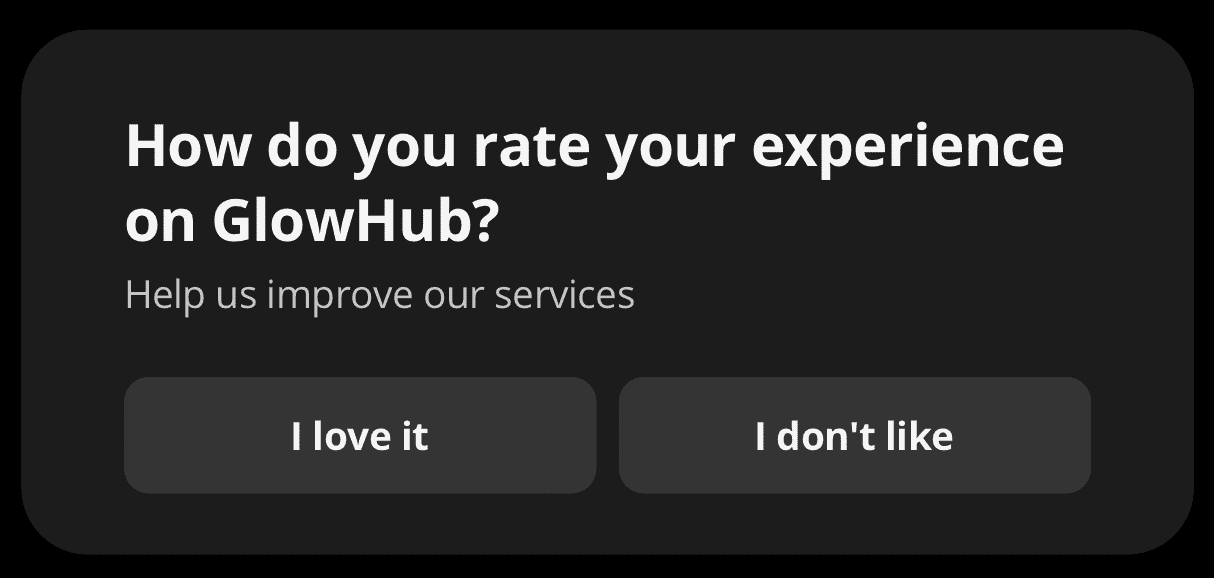 How do you rate your experience
on GlowHub?
Help us improve our services
I love it
I don't like